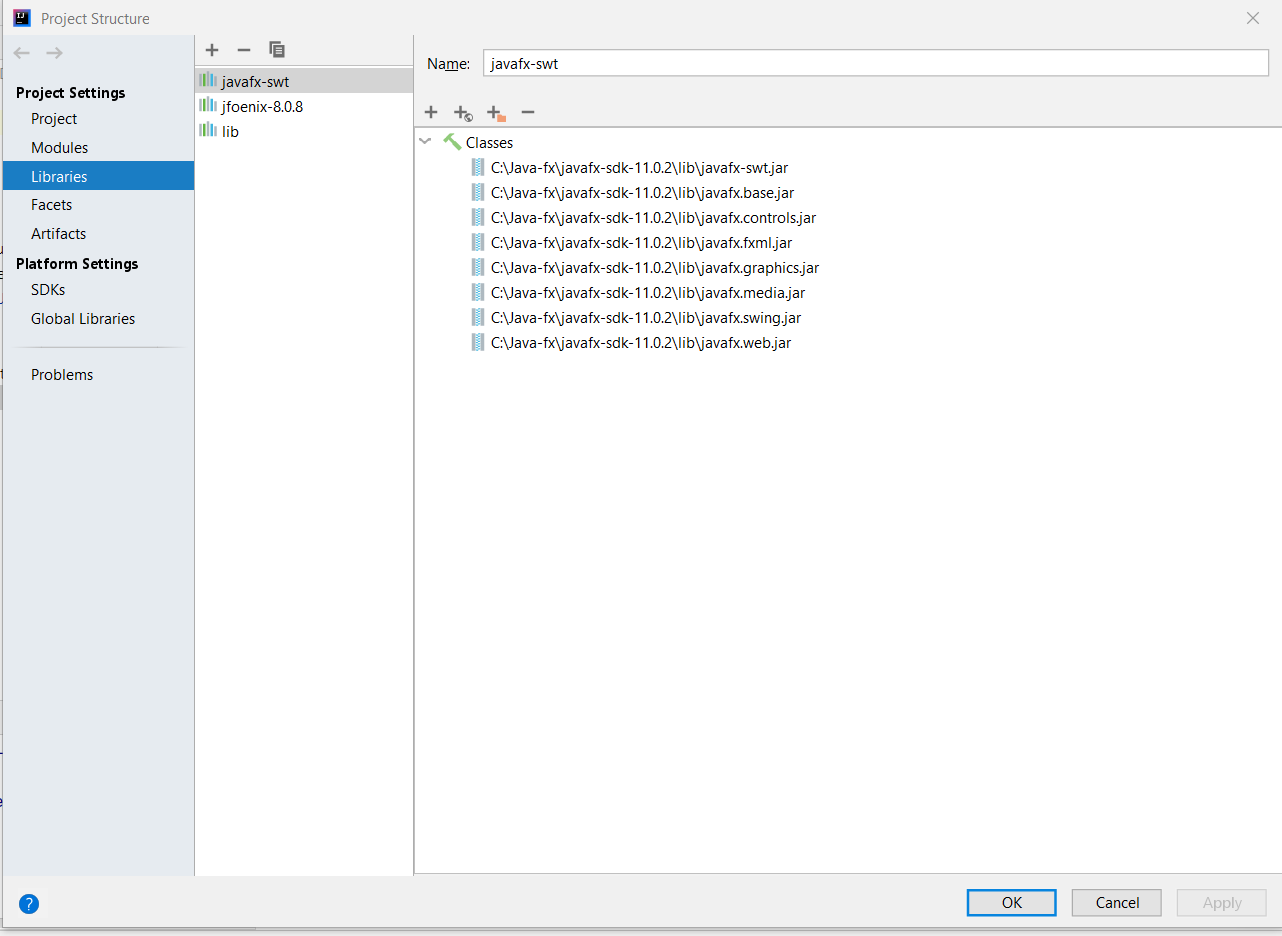 Project Structure
Project Settings
Project
Modules
Libraries
Facets
Artifacts
Platform Settings
SDKs
Global Libraries
Problems
javafx-swt
jfoenix-8.0.8
lib
Name: javafx-swt
Classes
C:\Java-fx\javafx-sdk-11.0.2\lib\javafx-swt.jar
C:\Java-fx\javafx-sdk-11.0.2\lib\javafx.base.jar
C:\Java-fx\javafx-sdk-11.0.2\lib\javafx.controls.jar
C:\Java-fx\javafx-sdk-11.0.2\lib\javafx.fxml.jar
C:\Java-fx\javafx-sdk-11.0.2\lib\javafx.graphics.jar
C:\Java-fx\javafx-sdk-11.0.2\lib\javafx.media.jar
C:\Java-fx\javafx-sdk-11.0.2\lib\javafx.swing.jar
C:\Java-fx\javafx-sdk-11.0.2\lib\javafx.web.jar
?
OK
Cancel
Apply